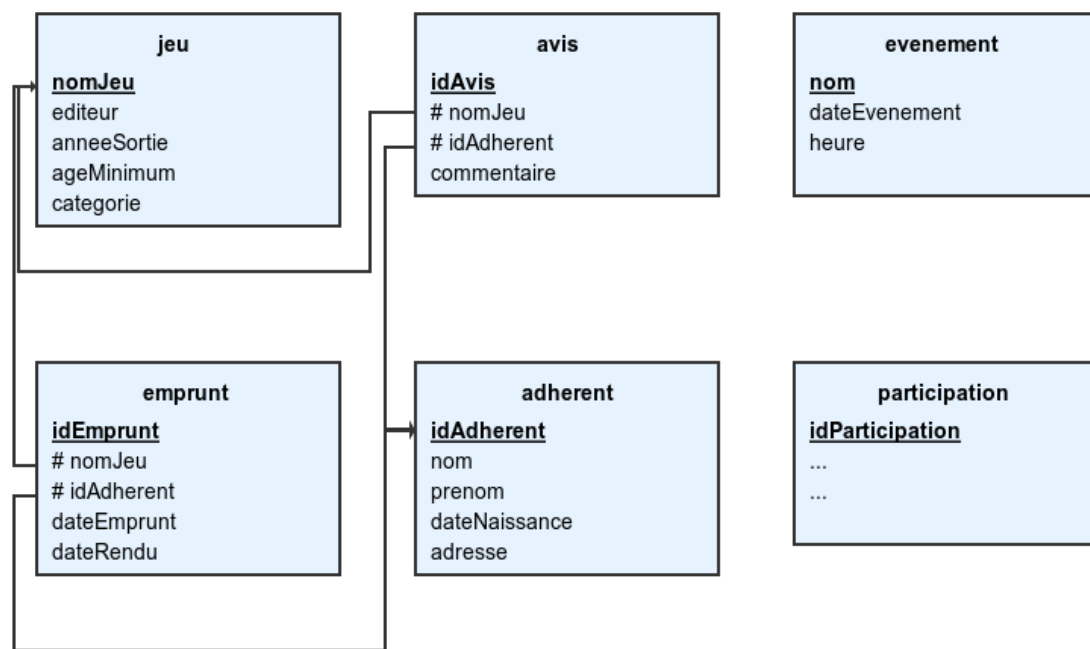 jeu
nomJeu
editeur
anneeSortie
ageMinimum
categorie
avis
idAvis
# nomJeu
# idAdherent
commentaire
evenement
nom
dateEvenement
heure
emprunt
idEmprunt
# nomJeu
# idAdherent
dateEmprunt
dateRendu
adherent
idAdherent
nom
prenom
dateNaissance
adresse
participation
idParticipation
...
...